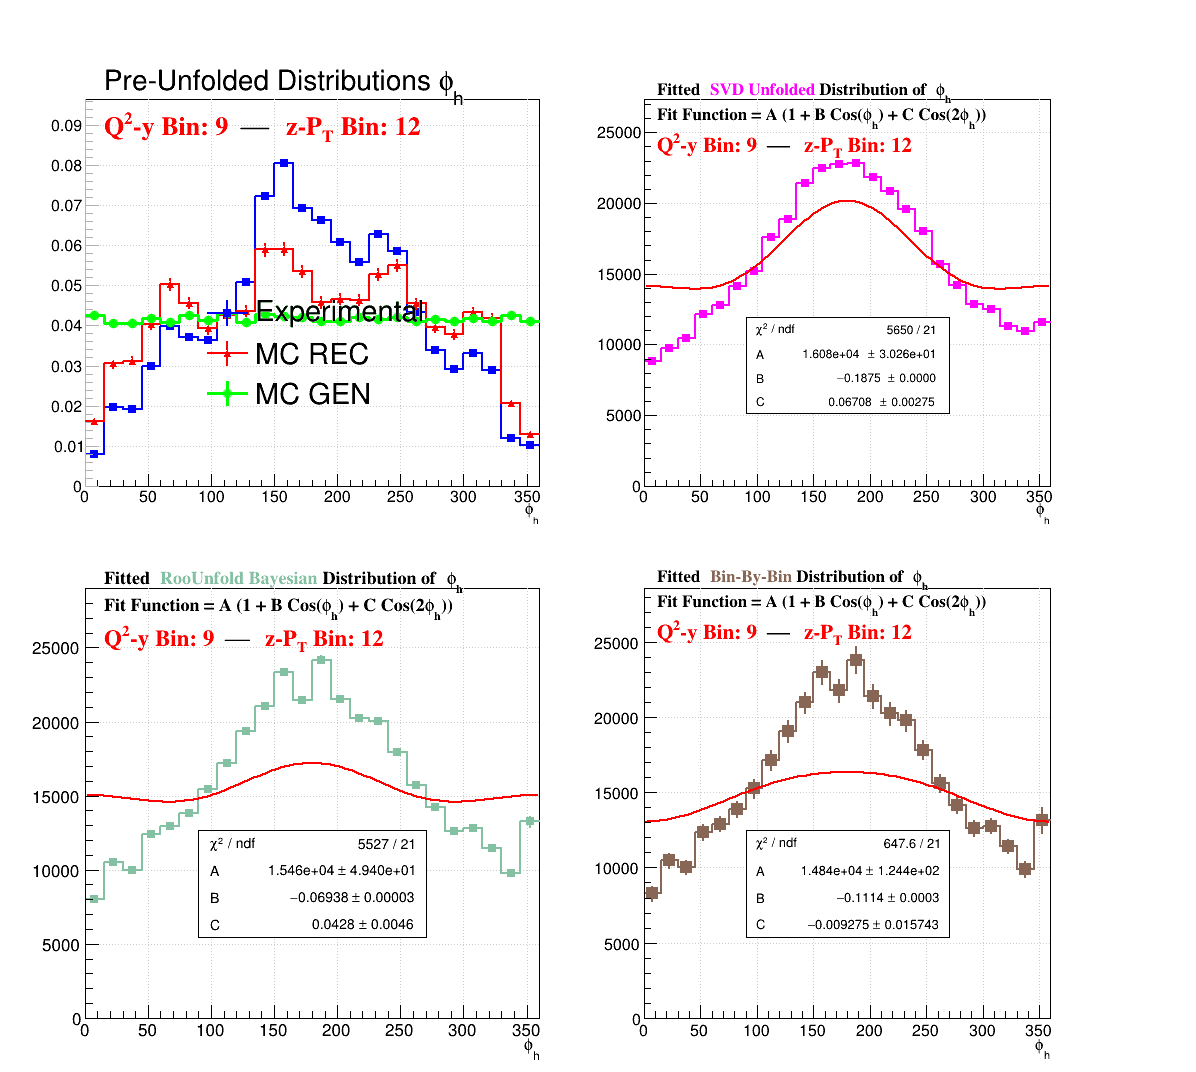 Pre-Unfolded Distributions ϕh
Q2-y Bin: 9 — z-PT Bin: 12
0.09
0.08
0.07
0.06
0.05
0.04
0.03
0.02
0.01
0
Experimental
MC REC
MC GEN
0 50 100 150 200 250 300 350
ϕh
Fitted SVD Unfolded Distribution of ϕh
Fit Function = A (1 + B Cos(ϕh) + C Cos(2ϕh))
Q2-y Bin: 9 — z-PT Bin: 12
25000
20000
15000
10000
5000
0
χ2 / ndf 5650 / 21
A 1.608e+04 ± 3.026e+01
B −0.1875 ± 0.0000
C 0.06708 ± 0.00275
0 50 100 150 200 250 300 350
ϕh
Fitted RooUnfold Bayesian Distribution of ϕh
Fit Function = A (1 + B Cos(ϕh) + C Cos(2ϕh))
Q2-y Bin: 9 — z-PT Bin: 12
25000
20000
15000
10000
5000
0
χ2 / ndf 5527 / 21
A 1.546e+04 ± 4.940e+01
B −0.06938 ± 0.00003
C 0.0428 ± 0.0046
0 50 100 150 200 250 300 350
ϕh
Fitted Bin-By-Bin Distribution of ϕh
Fit Function = A (1 + B Cos(ϕh) + C Cos(2ϕh))
Q2-y Bin: 9 — z-PT Bin: 12
25000
20000
15000
10000
5000
0
χ2 / ndf 647.6 / 21
A 1.484e+04 ± 1.244e+02
B −0.1114 ± 0.0003
C −0.009275 ± 0.015743
0 50 100 150 200 250 300 350
ϕh